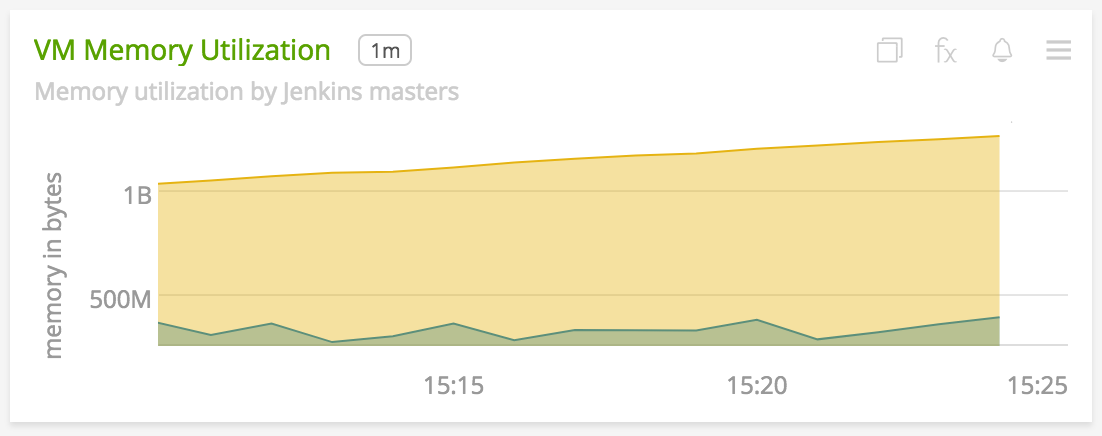 VM Memory Utilization 1m fx
Memory utilization by Jenkins masters
memory in bytes
1B
500M
15:15 15:20 15:25